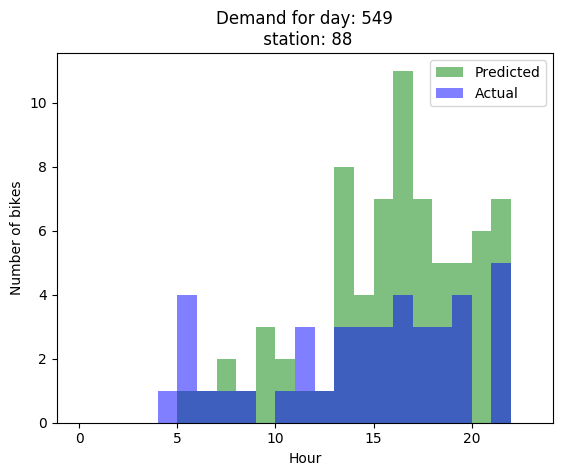 Demand for day: 549
station: 88
Predicted
Actual
Number of bikes
10
8
6
4
2
0
0 5 10 15 20
Hour